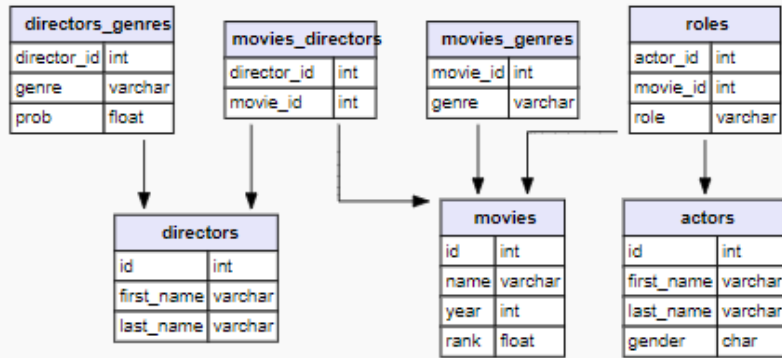 directors_genres
director_id int
genre varchar
prob float
movies_directors
director_id int
movie_id int
movies_genres
movie_id int
genre varchar
roles
actor_id int
movie_id int
role varchar
directors
id int
first_name varchar
last_name varchar
movies
id int
name varchar
year int
rank float
actors
id int
first_name varchar
last_name varchar
gender char